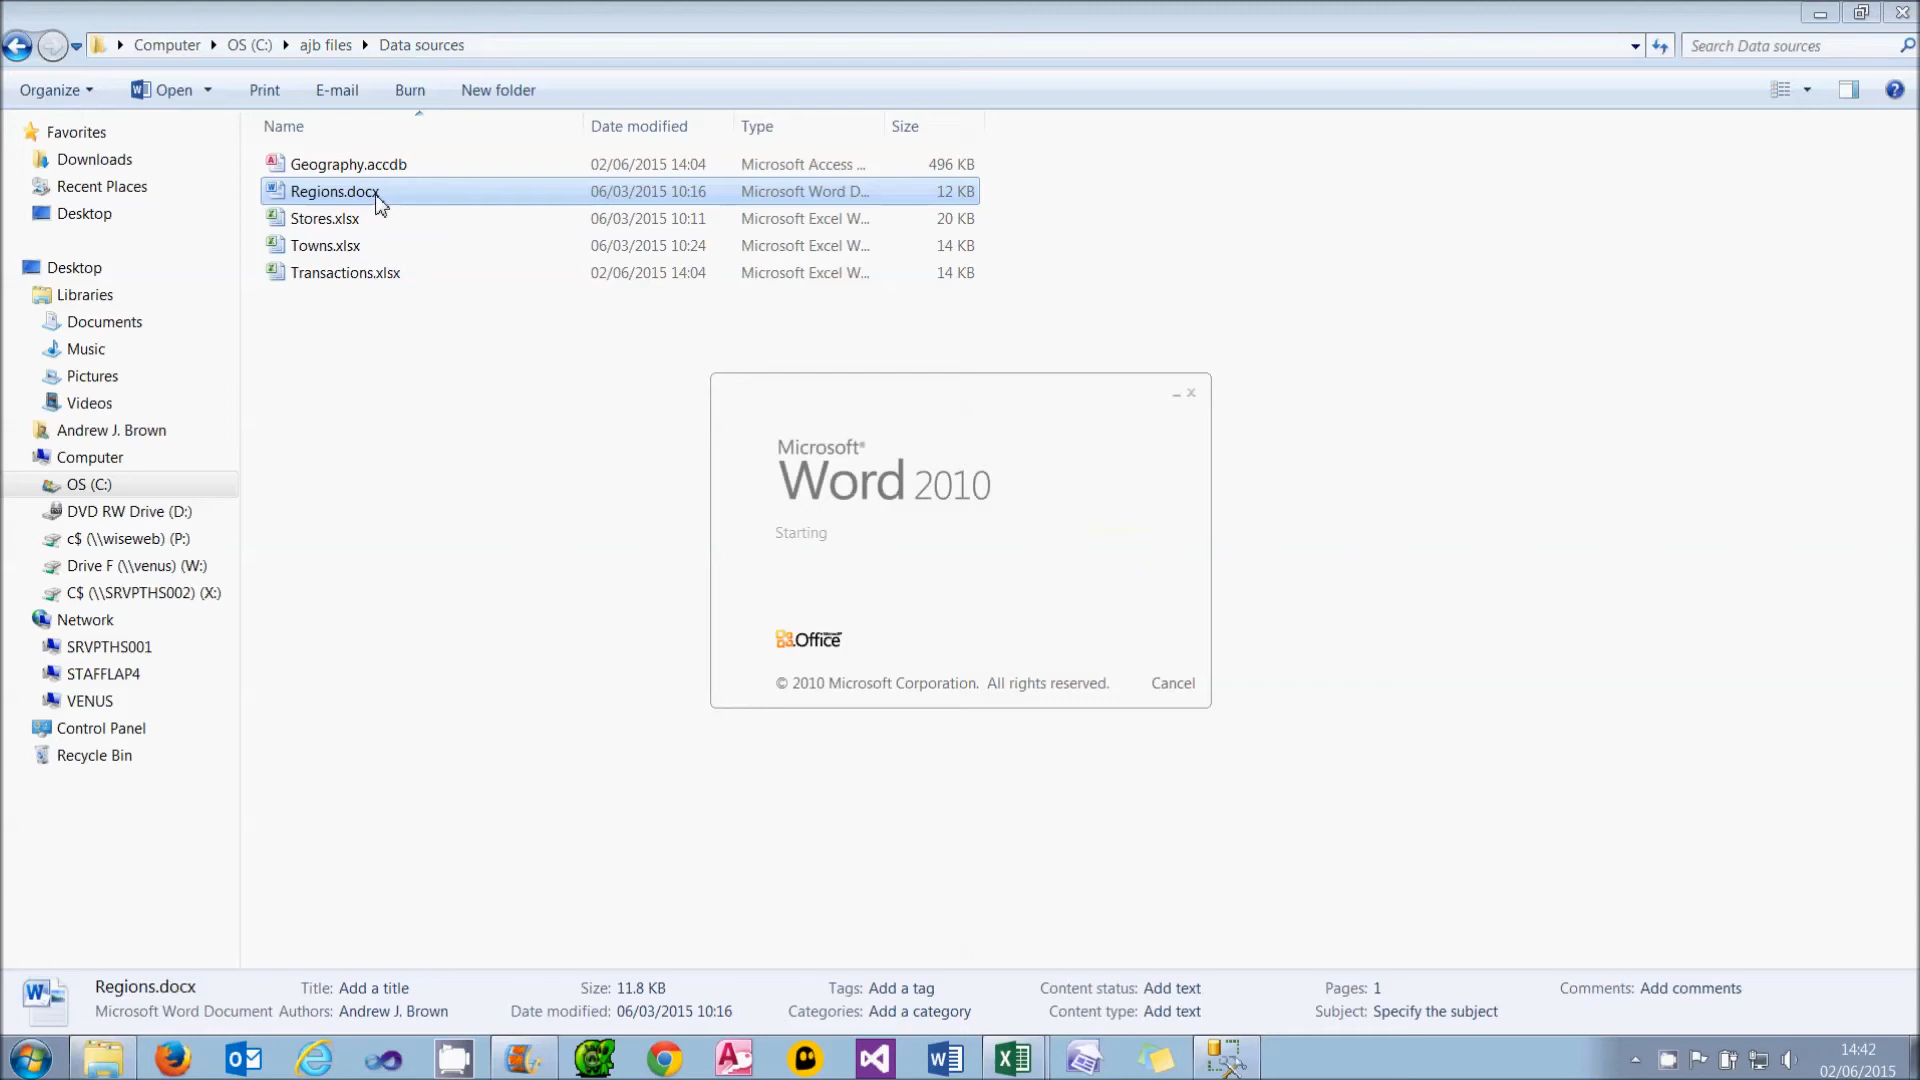 Computer
OS (C:)
ajb files
Data sources
Search Data sources
Organize
Open
Print
E-mail
Burn
New folder
Name
Date modified
Type
Size
Favorites
Downloads
Recent Places
Desktop
Geography.accdb 02/06/2015 14:04 Microsoft Access ... 496 KB
Regions.docx 06/03/2015 10:16 Microsoft Word D... 12 KB
Stores.xlsx 06/03/2015 10:11 Microsoft Excel W... 20 KB
Towns.xlsx 06/03/2015 10:24 Microsoft Excel W... 14 KB
Transactions.xlsx 02/06/2015 14:04 Microsoft Excel W... 14 KB
Desktop
Libraries
Documents
Music
Pictures
Videos
Andrew J. Brown
Computer
OS (C:)
DVD RW Drive (D:)
c$ (\\wiseweb) (P:)
Drive F (\\venus) (W:)
C$ (\\SRVPTHS002) (X:)
Network
SRVPTHS001
STAFFLAP4
VENUS
Control Panel
Recycle Bin
Microsoft®
Word 2010
Starting
Office
© 2010 Microsoft Corporation. All rights reserved.
Cancel
Regions.docx
Title: Add a title
Size: 11.8 KB
Tags: Add a tag
Content status: Add text
Pages: 1
Comments: Add comments
Microsoft Word Document
Authors: Andrew J. Brown
Date modified: 06/03/2015 10:16
Categories: Add a category
Content type: Add text
Subject: Specify the subject
14:42
02/06/2015